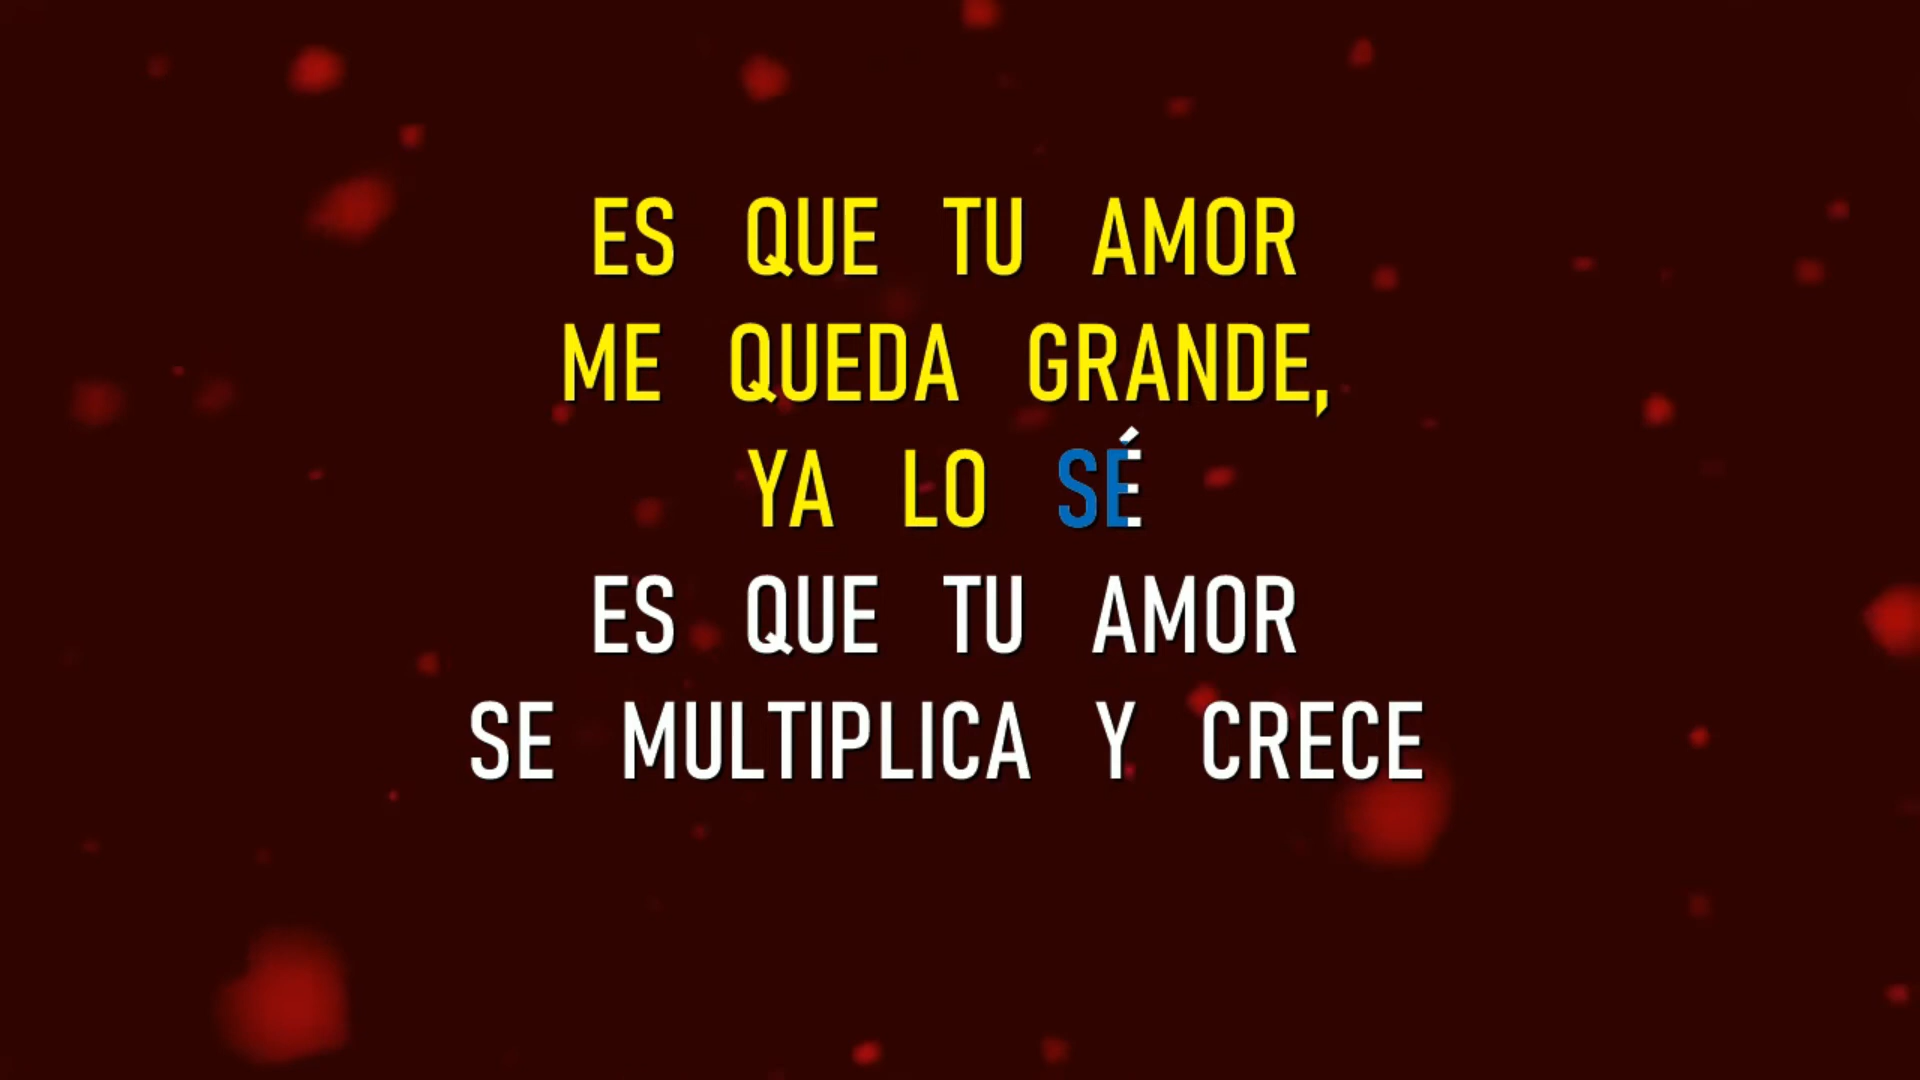 ES QUE TU AMOR
ME QUEDA GRANDE,
YA LO SÉ
ES QUE TU AMOR
SE MULTIPLICA Y CRECE